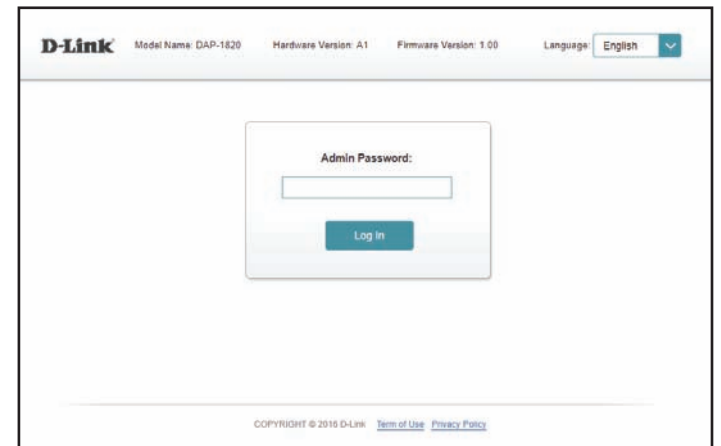 D-Link Model Name: DAP-1820 Hardware Version: A1 Firmware Version: 1.00 Language: English
Admin Password:
Log In
COPYRIGHT © 2016 D-Link Term of Use Privacy Policy